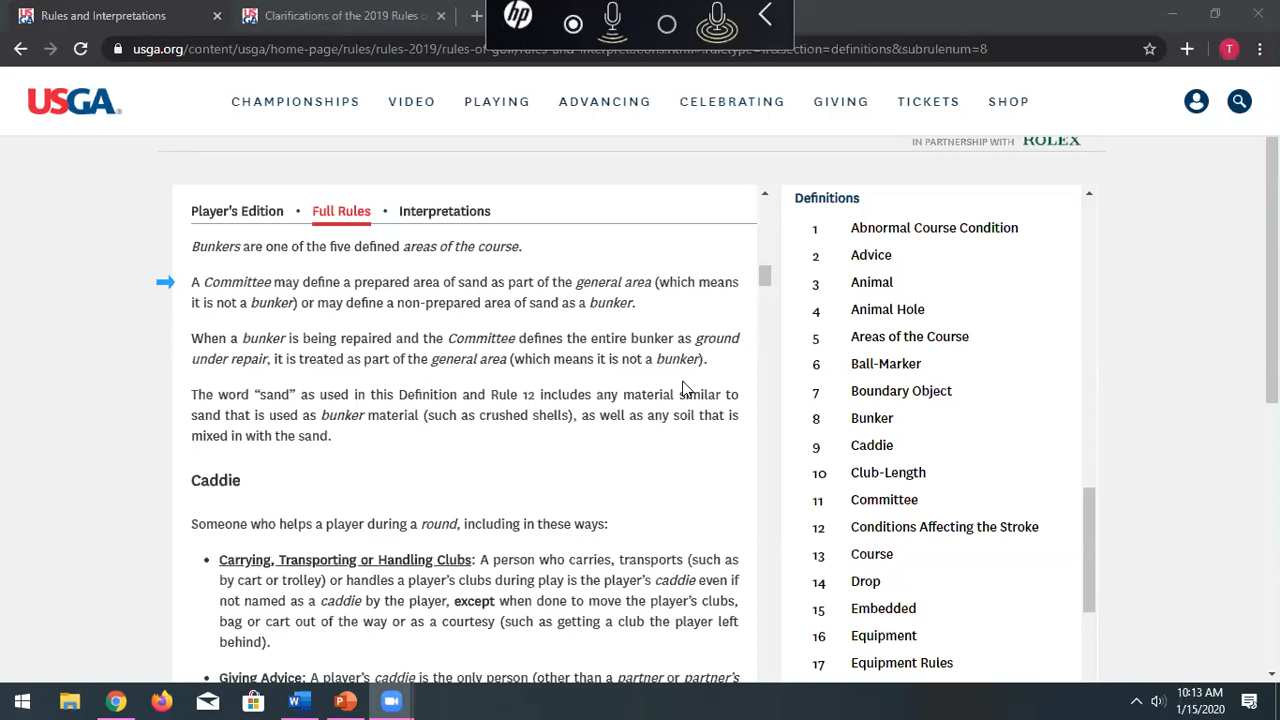 Rules and Interpretations
Clarifications of the 2019 Rules o
hp
usga.org/content/usga/home-page/rules/rules-2019/rules-of-golf/rules-and-interpretations.html#!ruletype=fr&section=definitions&subrulenum=8
T
USGA
CHAMPIONSHIPS VIDEO PLAYING ADVANCING CELEBRATING GIVING TICKETS SHOP
IN PARTNERSHIP WITH ROLEX
Player's Edition • Full Rules • Interpretations
Bunkers are one of the five defined areas of the course.
A Committee may define a prepared area of sand as part of the general area (which means
it is not a bunker) or may define a non-prepared area of sand as a bunker.
When a bunker is being repaired and the Committee defines the entire bunker as ground
under repair, it is treated as part of the general area (which means it is not a bunker).
The word “sand” as used in this Definition and Rule 12 includes any material similar to
sand that is used as bunker material (such as crushed shells), as well as any soil that is
mixed in with the sand.
Caddie
Someone who helps a player during a round, including in these ways:
• Carrying, Transporting or Handling Clubs: A person who carries, transports (such as
by cart or trolley) or handles a player’s clubs during play is the player’s caddie even if
not named as a caddie by the player, except when done to move the player’s clubs,
bag or cart out of the way or as a courtesy (such as getting a club the player left
behind).
• Giving Advice: A player’s caddie is the only person (other than a partner or partner’s
Definitions
1 Abnormal Course Condition
2 Advice
3 Animal
4 Animal Hole
5 Areas of the Course
6 Ball-Marker
7 Boundary Object
8 Bunker
9 Caddie
10 Club-Length
11 Committee
12 Conditions Affecting the Stroke
13 Course
14 Drop
15 Embedded
16 Equipment
17 Equipment Rules
10:13 AM
1/15/2020